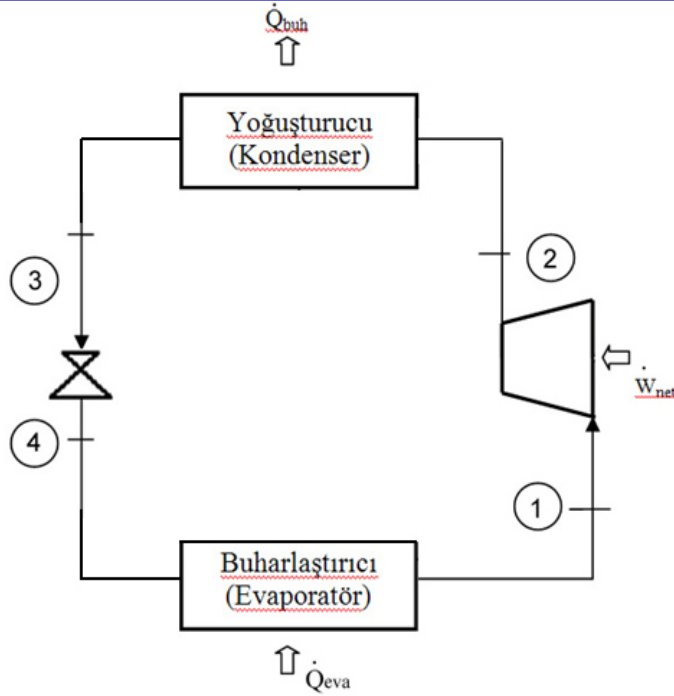 Q̇buh
Yoğuşturucu
(Kondenser)
2
3
Ẇnet
4
1
Buharlaştırıcı
(Evaporatör)
Q̇eva